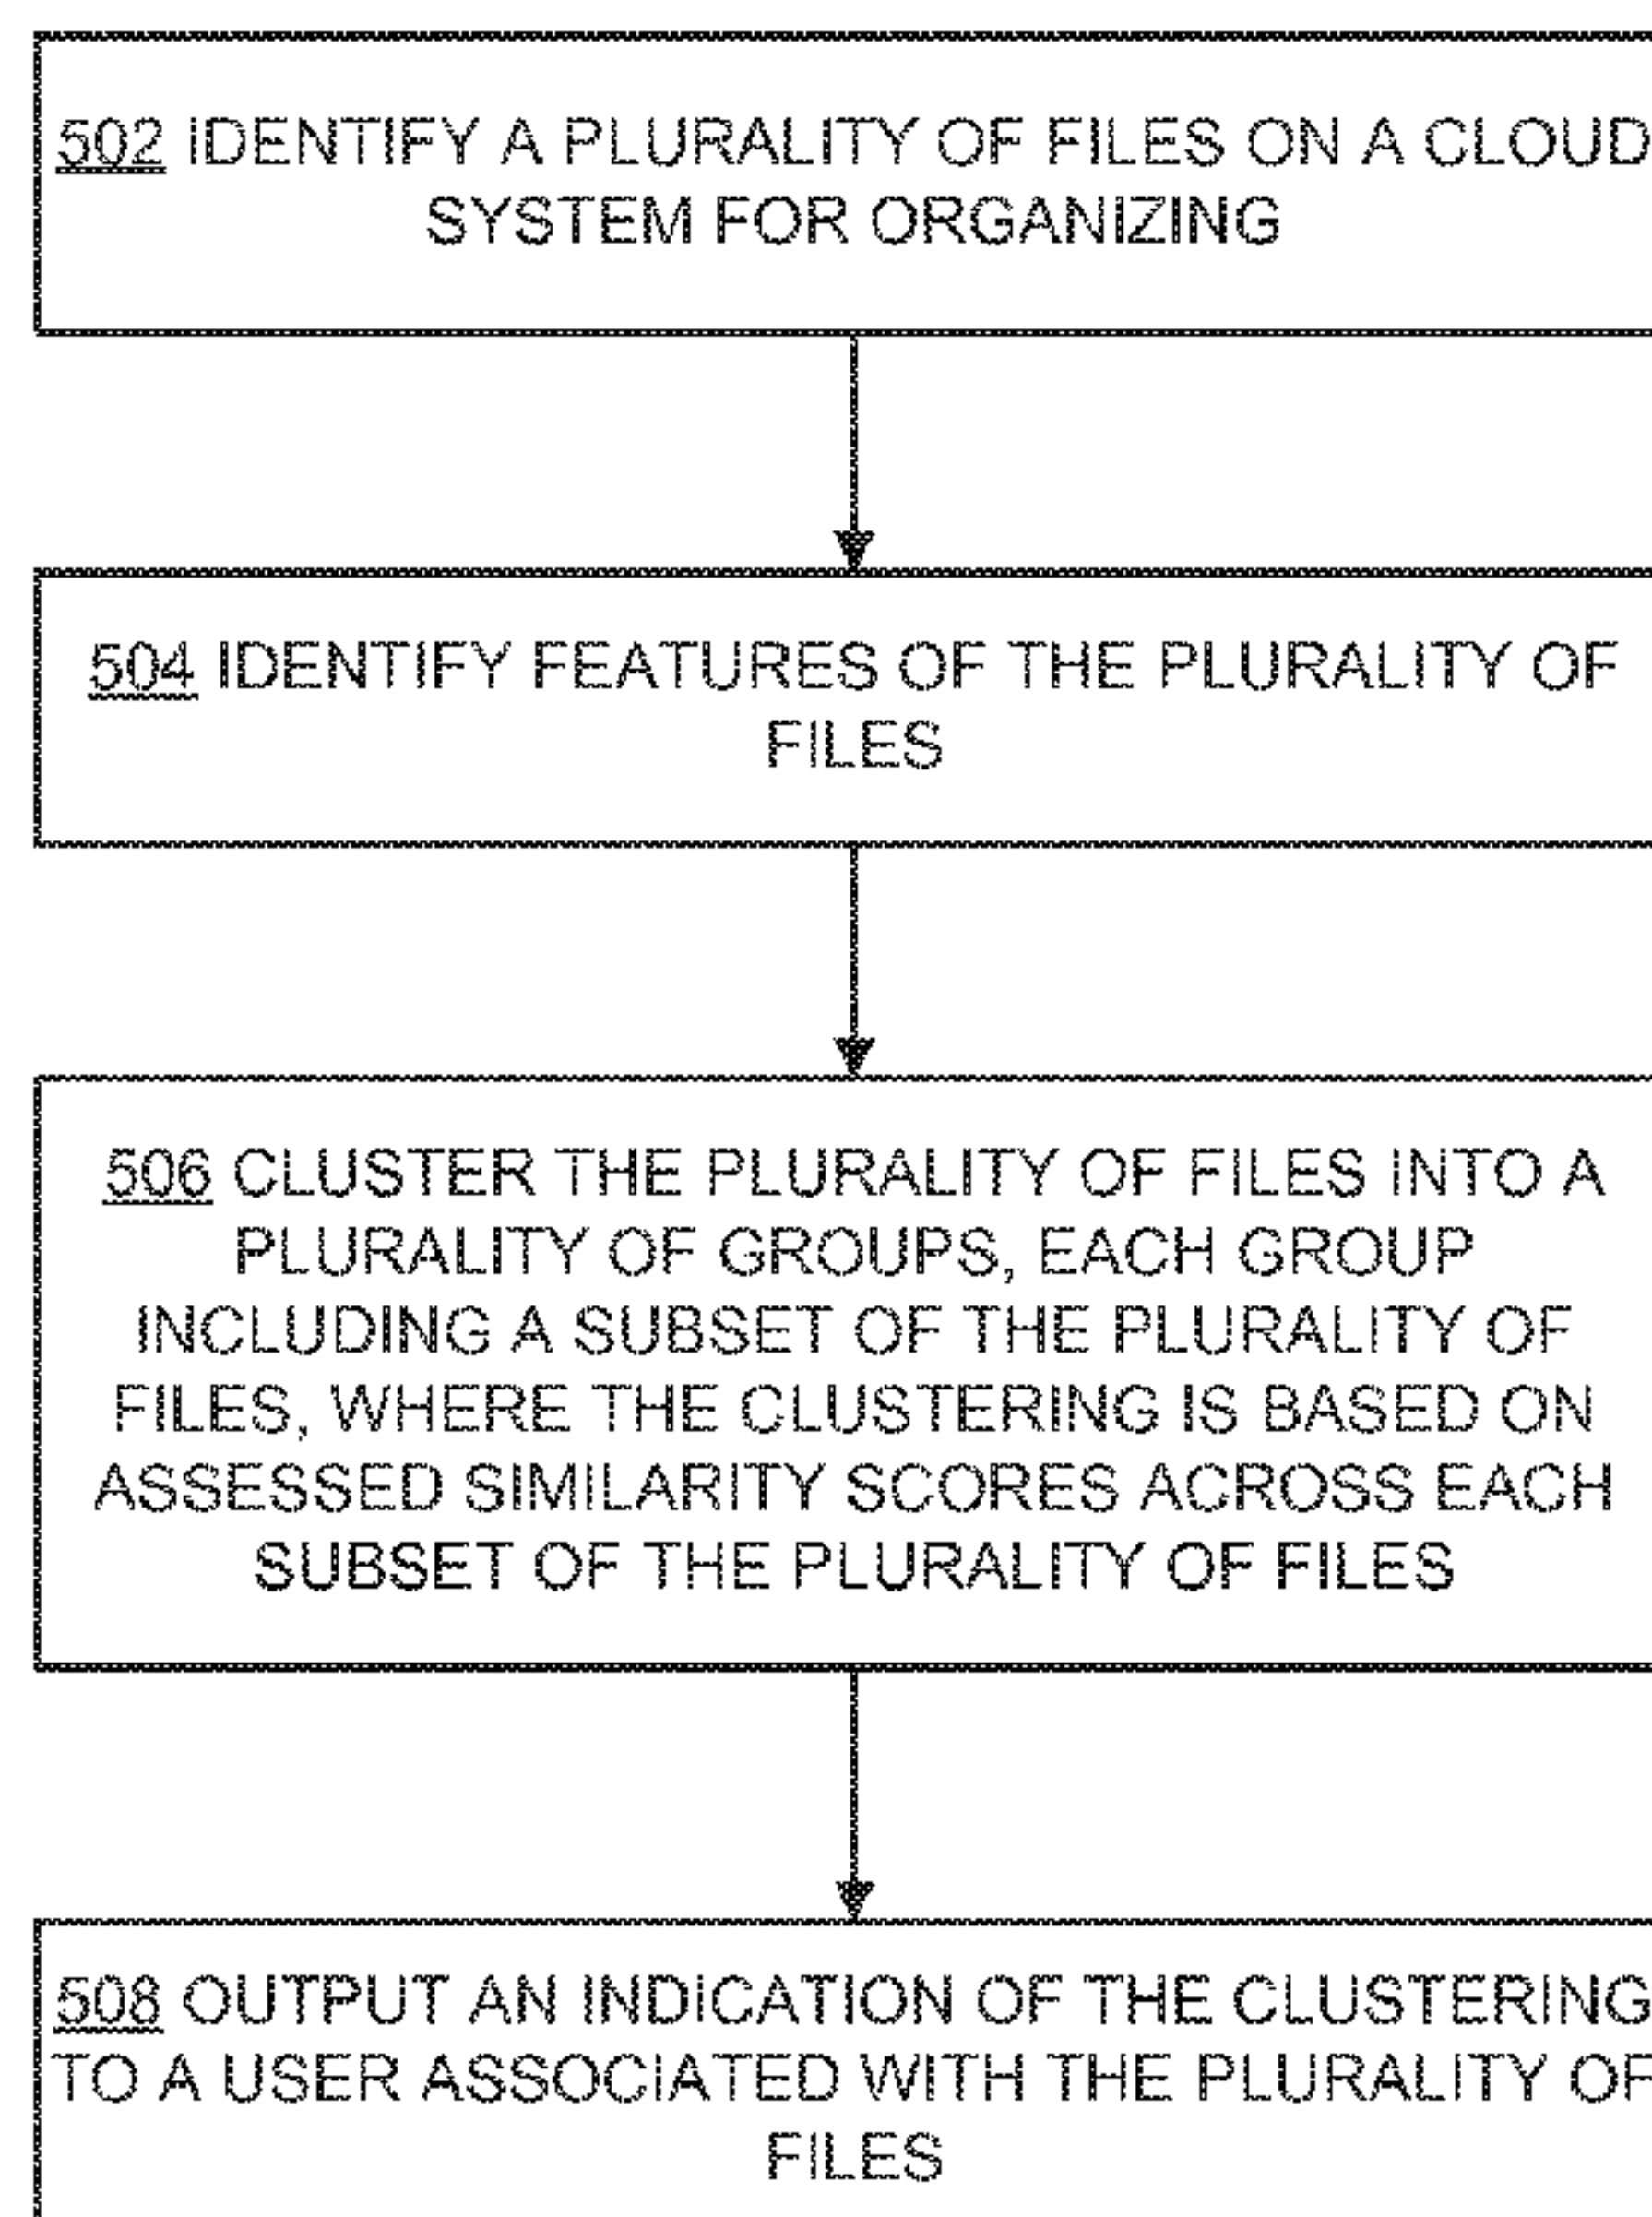 502 IDENTIFY A PLURALITY OF FILES ON A CLOUD
SYSTEM FOR ORGANIZING
504 IDENTIFY FEATURES OF THE PLURALITY OF
FILES
506 CLUSTER THE PLURALITY OF FILES INTO A
PLURALITY OF GROUPS, EACH GROUP
INCLUDING A SUBSET OF THE PLURALITY OF
FILES, WHERE THE CLUSTERING IS BASED ON
ASSESSED SIMILARITY SCORES ACROSS EACH
SUBSET OF THE PLURALITY OF FILES
508 OUTPUT AN INDICATION OF THE CLUSTERING
TO A USER ASSOCIATED WITH THE PLURALITY OF
FILES